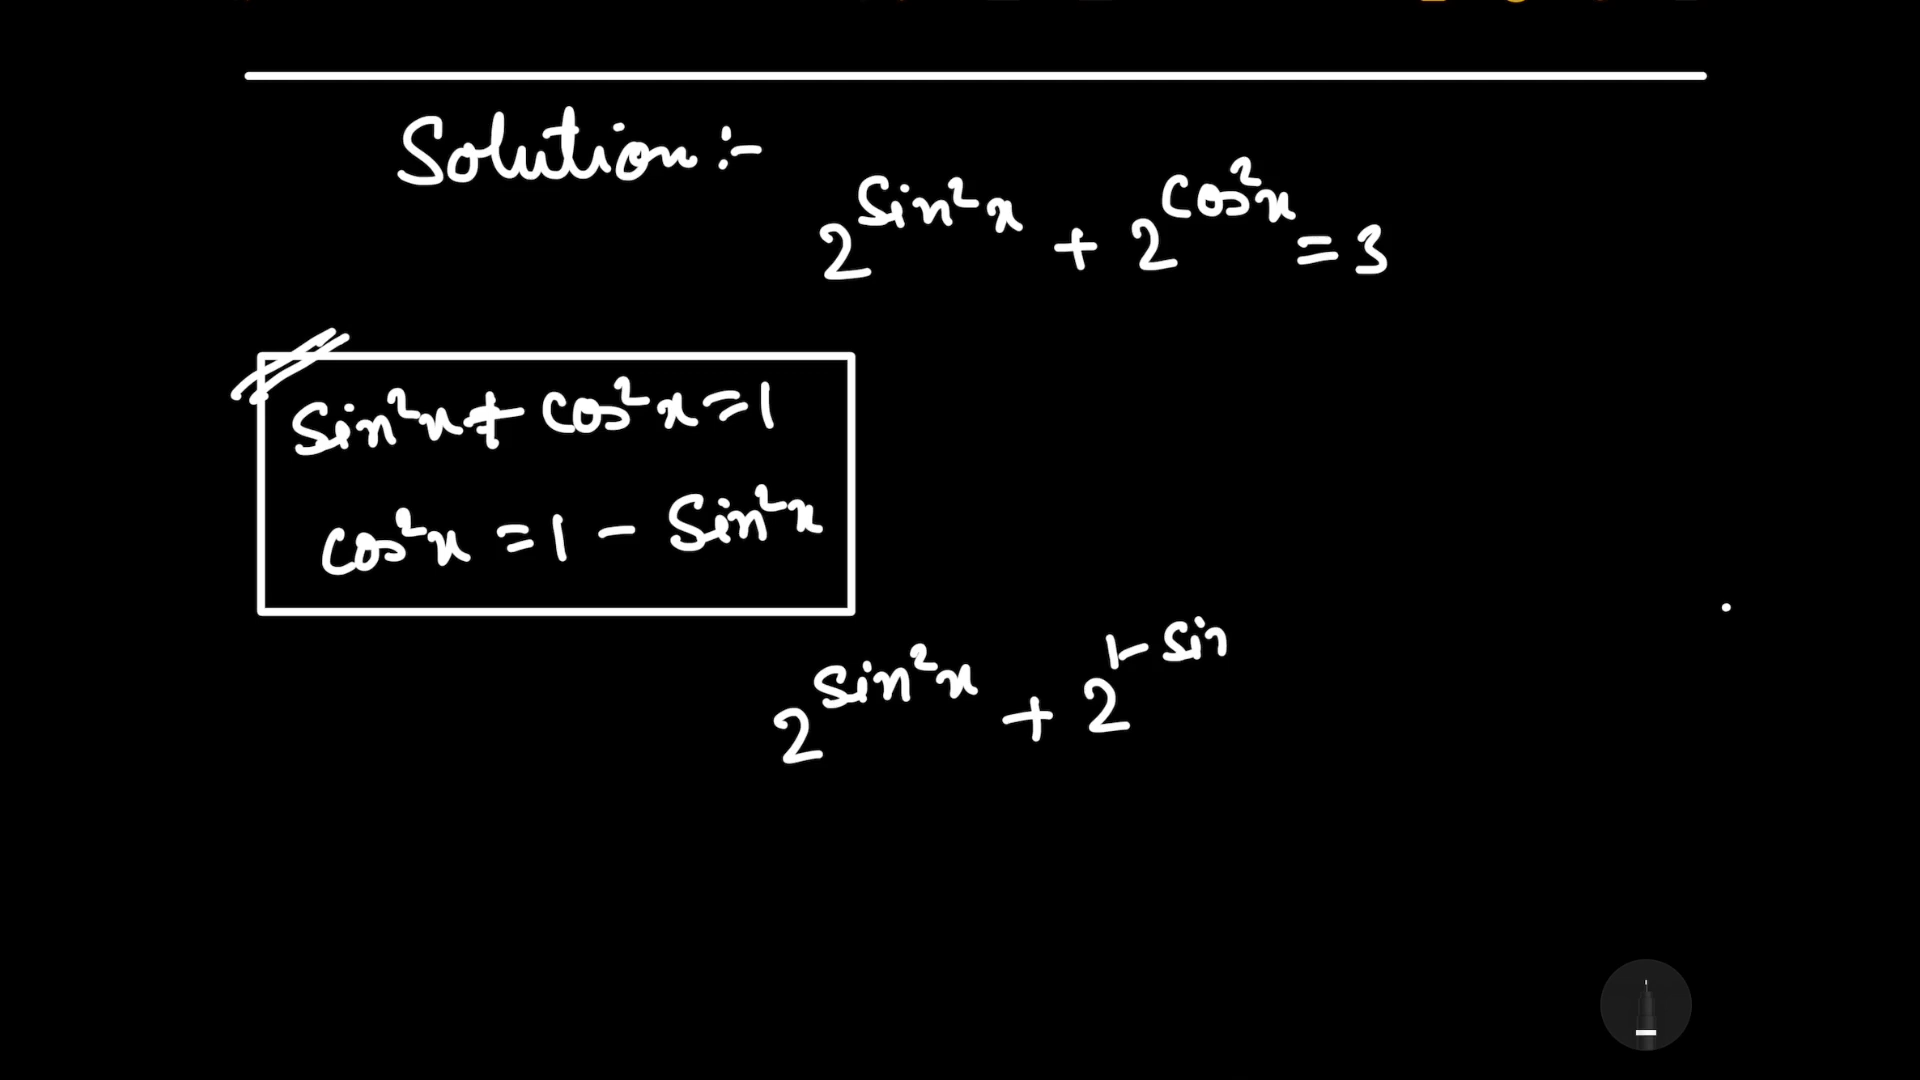 Solution :-
2^sin²x + 2^cos²x = 3
sin²x + cos²x = 1
cos²x = 1 - sin²x
2^sin²x + 2^1-sin